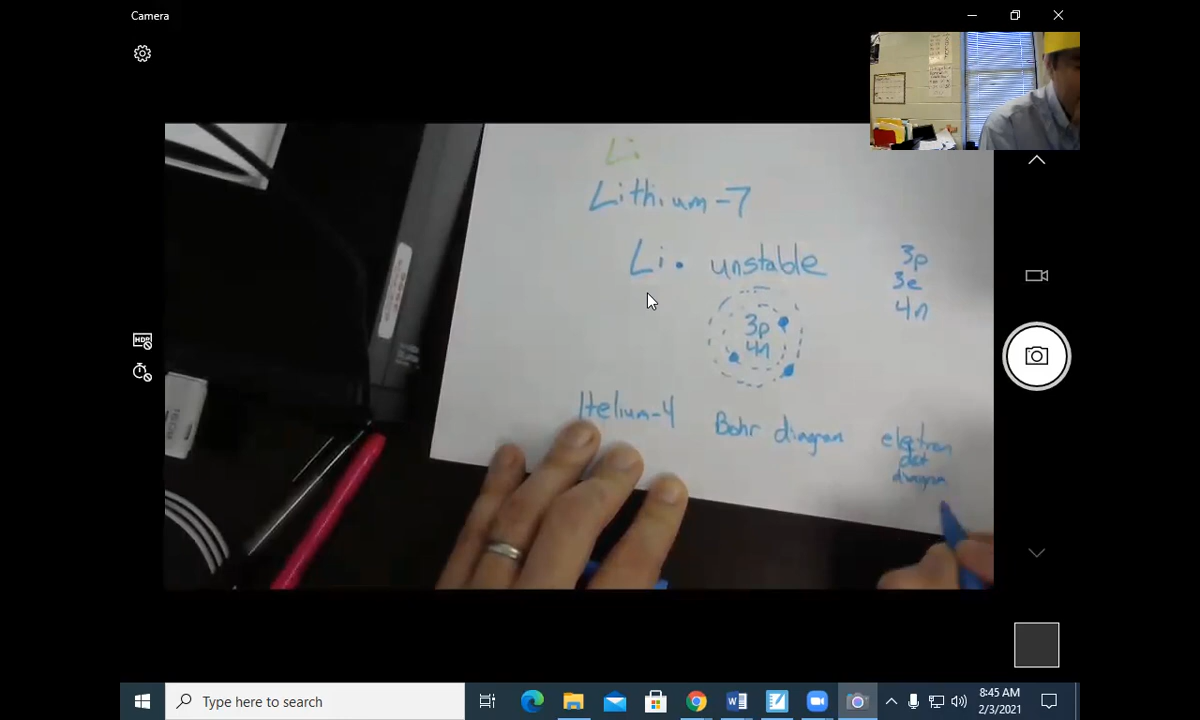 Camera
Li
Lithium-7
Li• unstable
3p
3e
4n
3p
4n
Helium-4
Bohr diagram
electron
dot
diagram
Type here to search
8:45 AM
2/3/2021